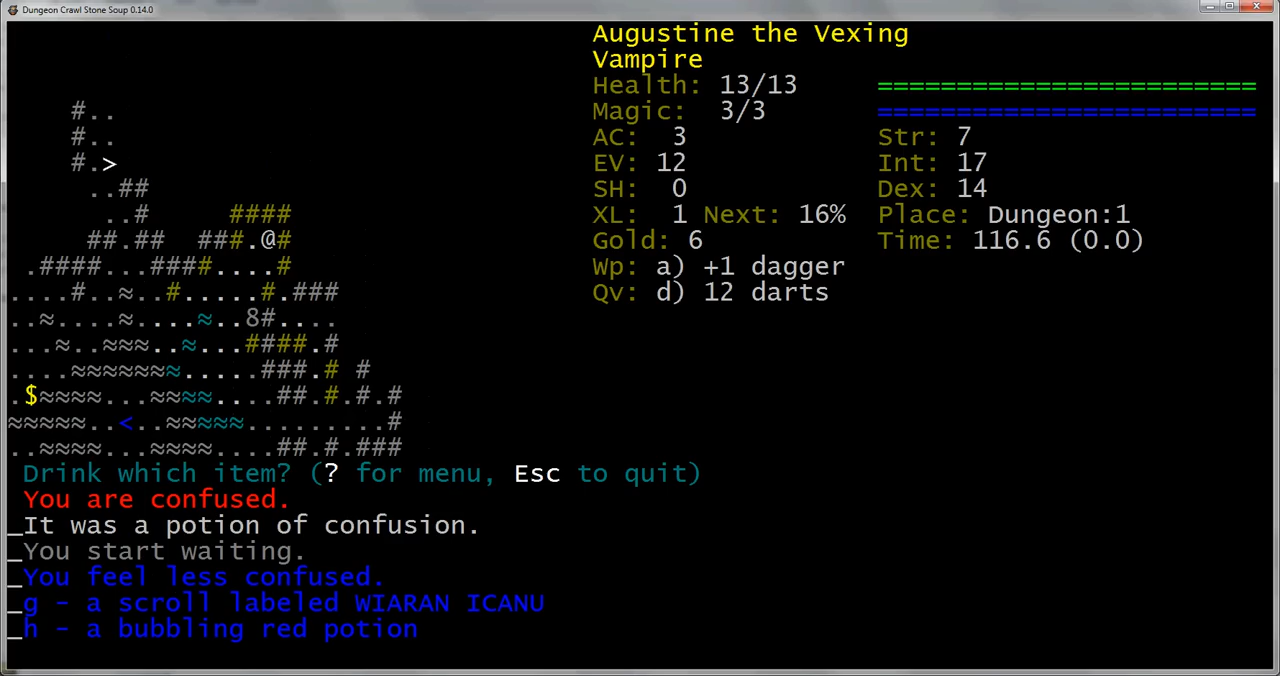 Dungeon Crawl Stone Soup 0.14.0
Augustine the Vexing
Vampire
Health: 13/13 ========================
Magic: 3/3 ========================
AC: 3 Str: 7
EV: 12 Int: 17
SH: 0 Dex: 14
XL: 1 Next: 16% Place: Dungeon:1
Gold: 6 Time: 116.6 (0.0)
Wp: a) +1 dagger
Qv: d) 12 darts
#..
#..
#.>
..##
..# ####
##.## ###.@#
.####...####....#
....#..≈..#.....#.###
..≈....≈....≈..8#....
...≈..≈≈≈..≈...####.#
....≈≈≈≈≈≈≈.....###.# #
.$≈≈≈≈...≈≈≈≈....##.#.#.#
≈≈≈≈≈..<..≈≈≈≈≈.........#
..≈≈≈≈...≈≈≈≈....##.#.###
Drink which item? (? for menu, Esc to quit)
You are confused.
_It was a potion of confusion.
_You start waiting.
_You feel less confused.
_g - a scroll labeled WIARAN ICANU
_h - a bubbling red potion